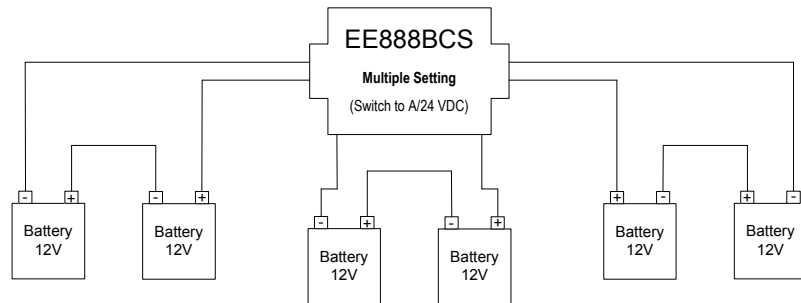 EE888BCS
Multiple Setting
(Switch to A/24 VDC)
- + - +
Battery
12V
Battery
12V
- + - +
Battery
12V
Battery
12V
+ - + -
Battery
12V
Battery
12V